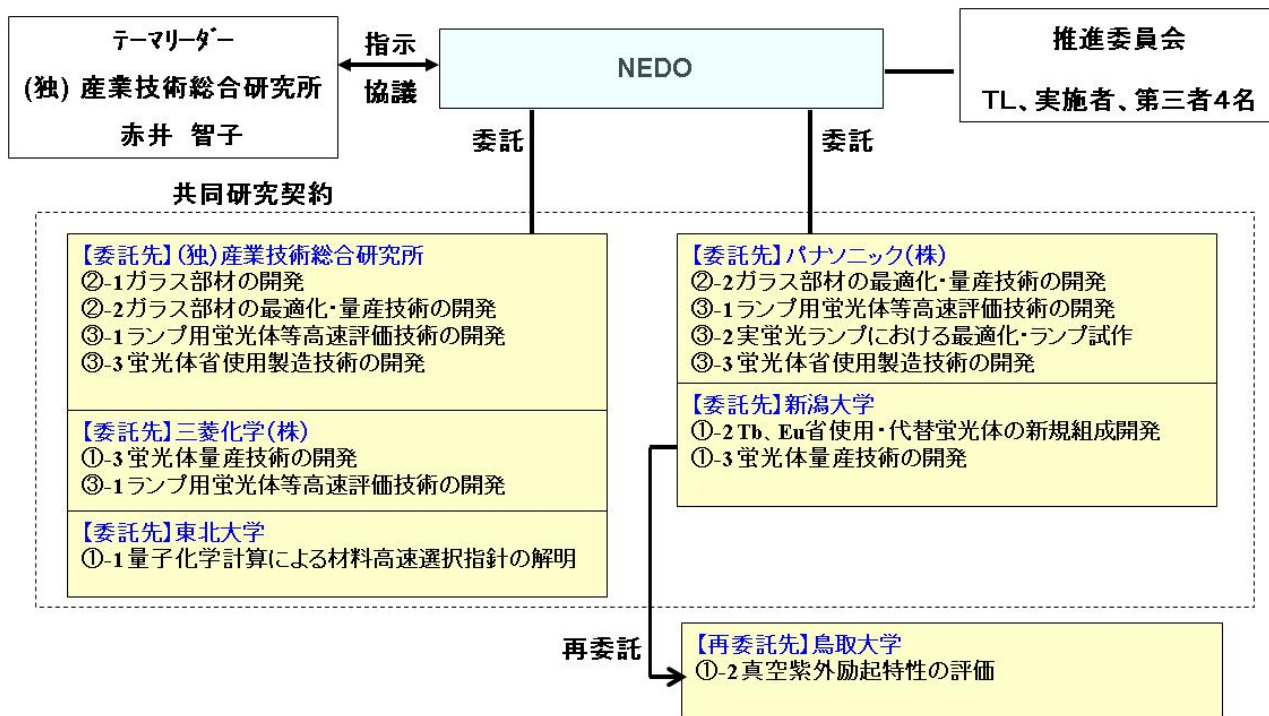 テーマリーダー
(独) 産業技術総合研究所
赤井 智子
指示
協議
NEDO
推進委員会
TL、実施者、第三者4名
委託
委託
共同研究契約
【委託先】(独)産業技術総合研究所
②-1ガラス部材の開発
②-2ガラス部材の最適化・量産技術の開発
③-1ランプ用蛍光体等高速評価技術の開発
③-3蛍光体省使用製造技術の開発
【委託先】三菱化学(株)
①-3蛍光体量産技術の開発
③-1ランプ用蛍光体等高速評価技術の開発
【委託先】東北大学
①-1量子化学計算による材料高速選択指針の解明
【委託先】パナソニック(株)
②-2ガラス部材の最適化・量産技術の開発
③-1ランプ用蛍光体等高速評価技術の開発
③-2実蛍光ランプにおける最適化・ランプ試作
③-3蛍光体省使用製造技術の開発
【委託先】新潟大学
①-2Tb、Eu省使用・代替蛍光体の新規組成開発
①-3蛍光体量産技術の開発
再委託
【再委託先】鳥取大学
①-2真空紫外励起特性の評価